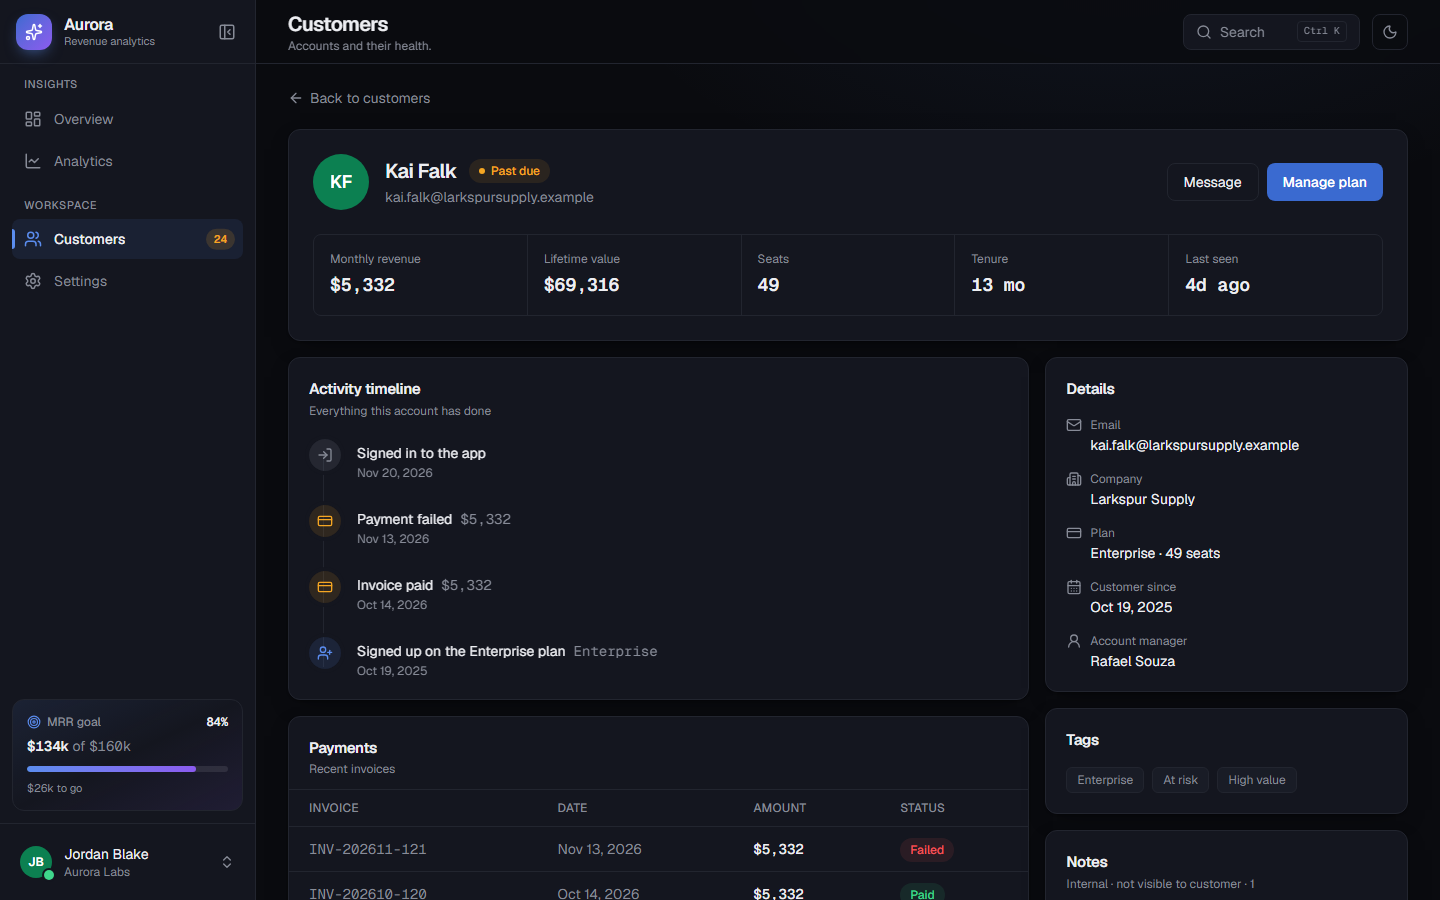 Aurora
Revenue analytics
INSIGHTS
Overview
Analytics
WORKSPACE
Customers
24
Settings
MRR goal
84%
$134k of $160k
$26k to go
JB
Jordan Blake
Aurora Labs
Customers
Accounts and their health.
Search
Ctrl K
Back to customers
KF
Kai Falk
Past due
kai.falk@larkspursupply.example
Message
Manage plan
Monthly revenue
$5,332
Lifetime value
$69,316
Seats
49
Tenure
13 mo
Last seen
4d ago
Activity timeline
Everything this account has done
Signed in to the app
Nov 20, 2026
Payment failed $5,332
Nov 13, 2026
Invoice paid $5,332
Oct 14, 2026
Signed up on the Enterprise plan Enterprise
Oct 19, 2025
Payments
Recent invoices
INVOICE DATE AMOUNT STATUS
INV-202611-121 Nov 13, 2026 $5,332 Failed
INV-202610-120 Oct 14, 2026 $5,332 Paid
Details
Email
kai.falk@larkspursupply.example
Company
Larkspur Supply
Plan
Enterprise · 49 seats
Customer since
Oct 19, 2025
Account manager
Rafael Souza
Tags
Enterprise
At risk
High value
Notes
Internal · not visible to customer · 1